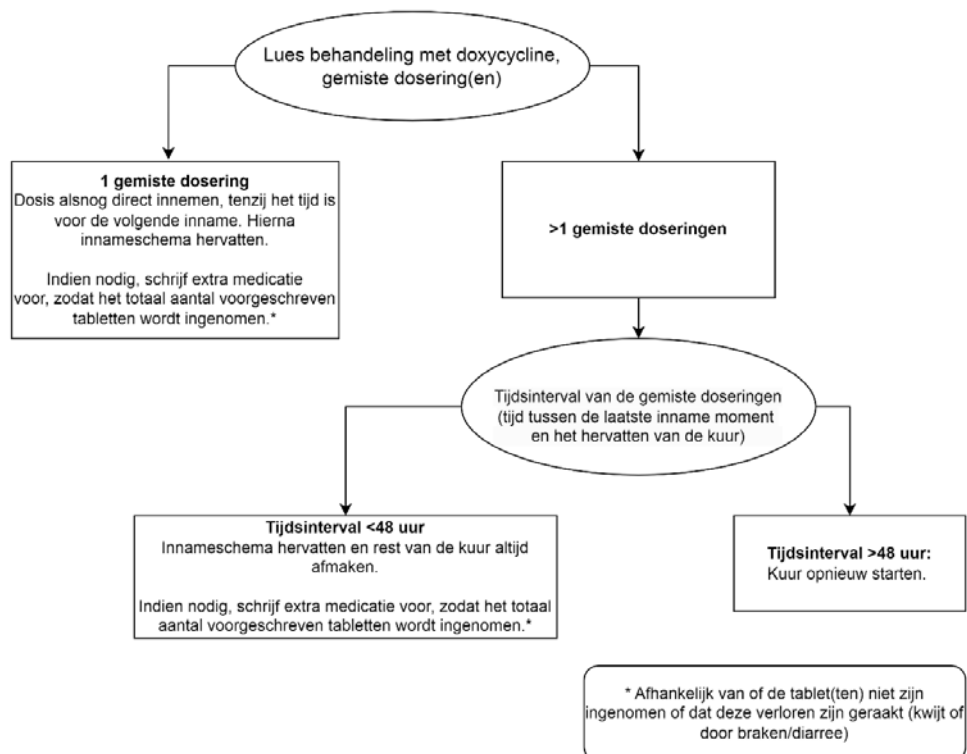 Lues behandeling met doxycycline,
gemiste dosering(en)
1 gemiste dosering
Dosis alsnog direct innemen, tenzij het tijd is
voor de volgende inname. Hierna
innameschema hervatten.
Indien nodig, schrijf extra medicatie
voor, zodat het totaal aantal voorgeschreven
tabletten wordt ingenomen.*
>1 gemiste doseringen
Tijdsinterval van de gemiste doseringen
(tijd tussen de laatste inname moment
en het hervatten van de kuur)
Tijdsinterval <48 uur
Innameschema hervatten en rest van de kuur altijd
afmaken.
Indien nodig, schrijf extra medicatie voor, zodat het totaal
aantal voorgeschreven tabletten wordt ingenomen.*
Tijdsinterval >48 uur:
Kuur opnieuw starten.
* Afhankelijk van of de tablet(ten) niet zijn
ingenomen of dat deze verloren zijn geraakt (kwijt of
door braken/diarree)